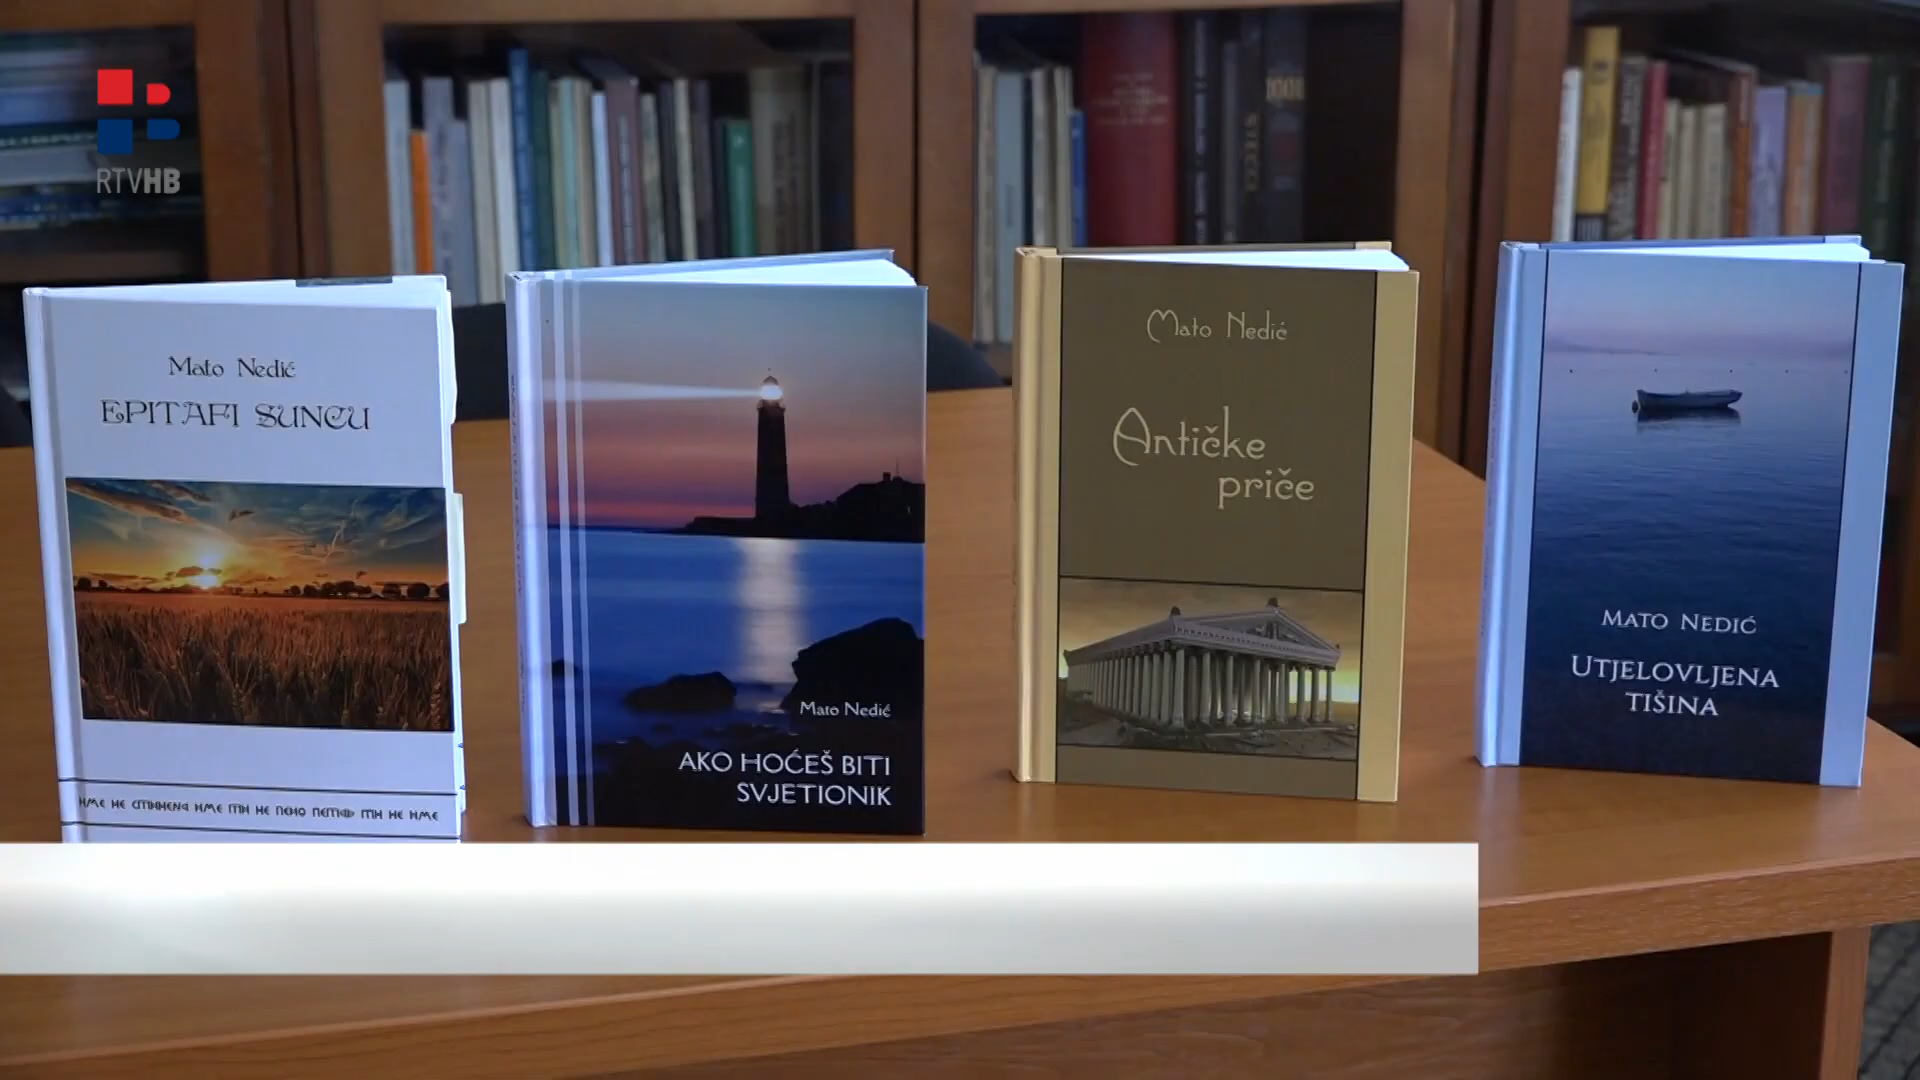 RTVHB
Mato Nedić
EPITAFI SUNCU
Mato Nedić
AKO HOĆEŠ BITI
SVJETIONIK
Mato Nedić
Antičke
priče
MATO NEDIĆ
UTJELOVLJENA
TIŠINA